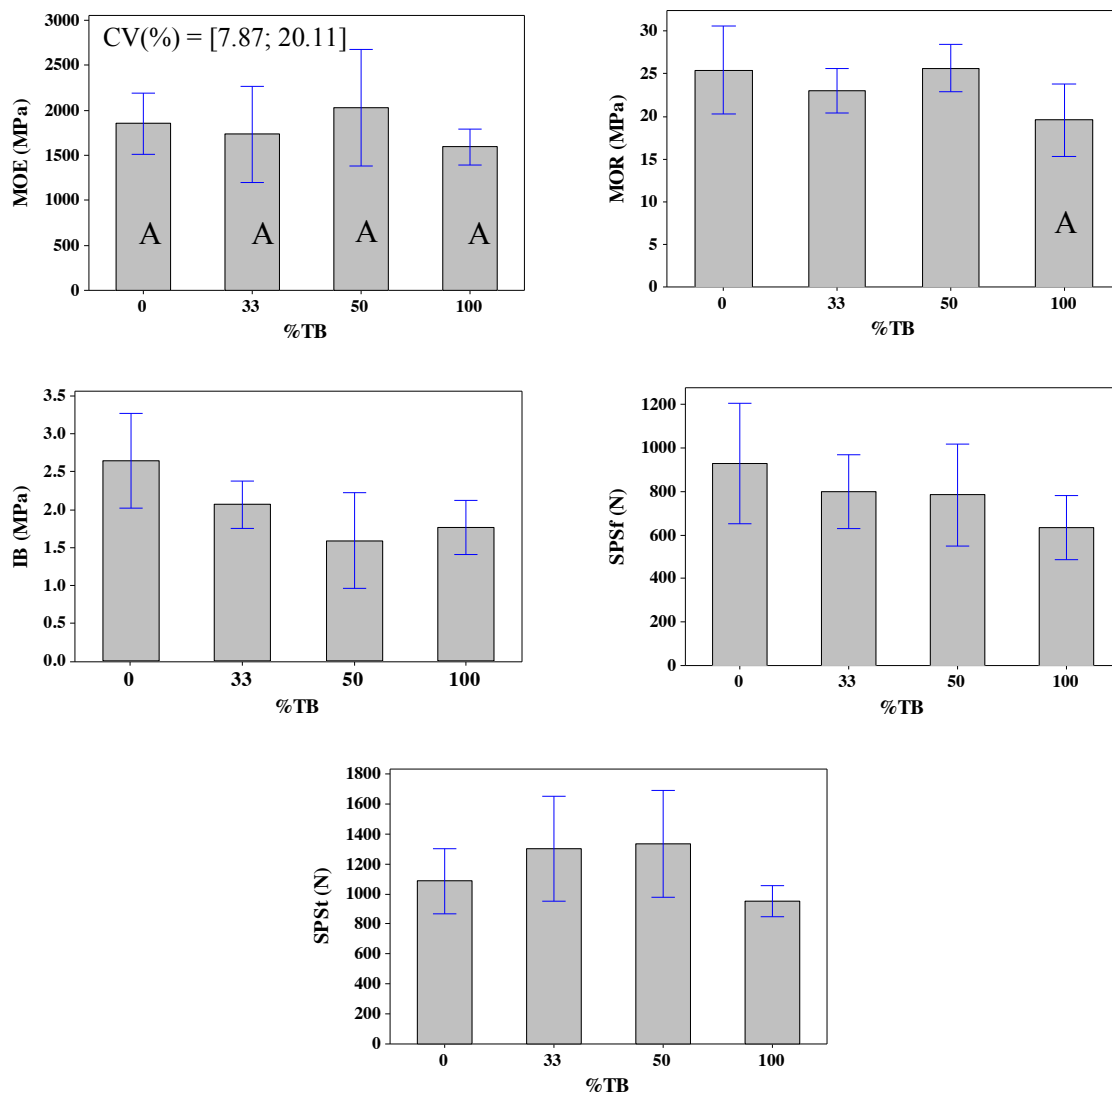 CV(%) = [7.87; 20.11]
MOE (MPa)
3000
2500
2000
1500
1000
500
0
A A A A
0 33 50 100
%TB
MOR (MPa)
30
25
20
15
10
5
0
A
0 33 50 100
%TB
IB (MPa)
3.5
3.0
2.5
2.0
1.5
1.0
0.5
0.0
0 33 50 100
%TB
SPSf (N)
1200
1000
800
600
400
200
0
0 33 50 100
%TB
SPSt (N)
1800
1600
1400
1200
1000
800
600
400
200
0
0 33 50 100
%TB